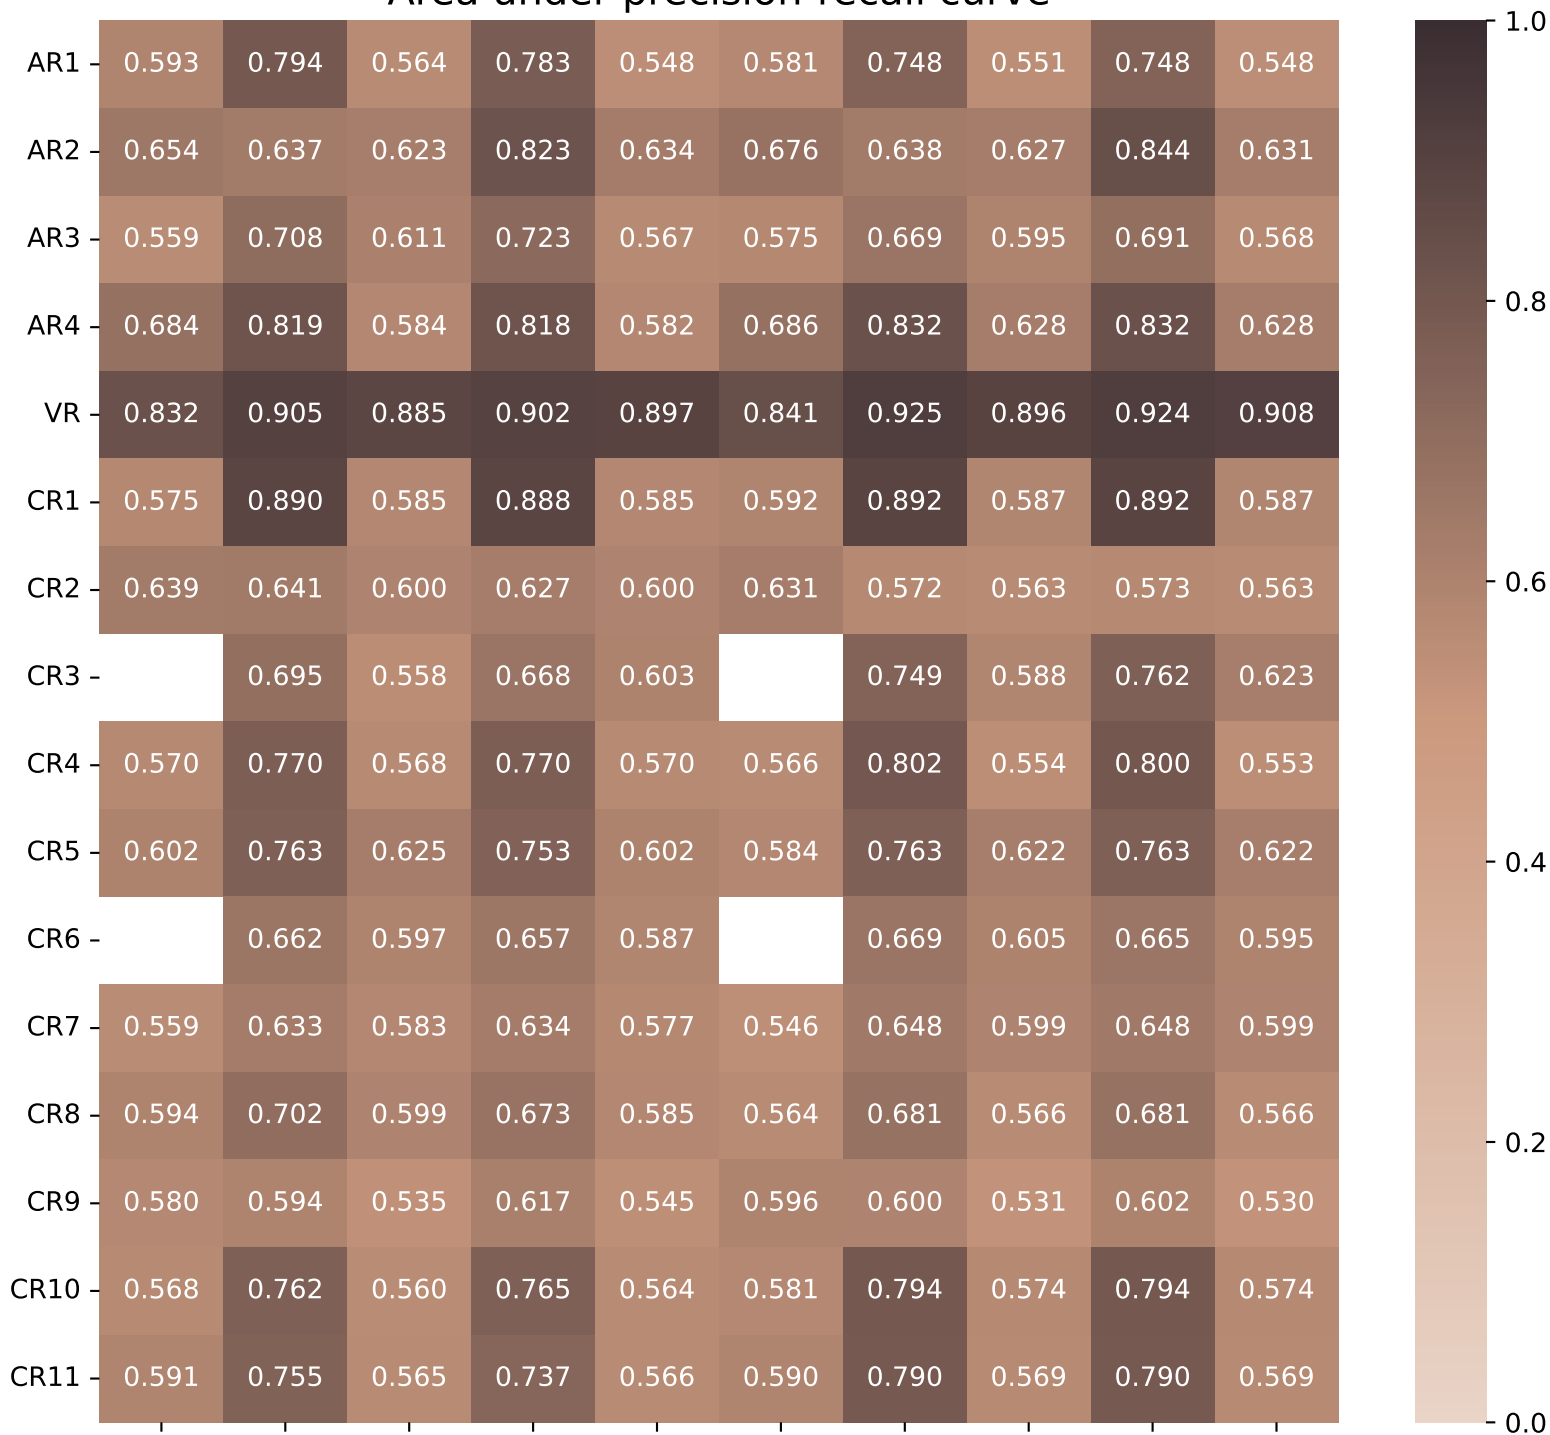 Area under precision recall curve
AR1 0.593 0.794 0.564 0.783 0.548 0.581 0.748 0.551 0.748 0.548
AR2 0.654 0.637 0.623 0.823 0.634 0.676 0.638 0.627 0.844 0.631
AR3 0.559 0.708 0.611 0.723 0.567 0.575 0.669 0.595 0.691 0.568
AR4 0.684 0.819 0.584 0.818 0.582 0.686 0.832 0.628 0.832 0.628
VR 0.832 0.905 0.885 0.902 0.897 0.841 0.925 0.896 0.924 0.908
CR1 0.575 0.890 0.585 0.888 0.585 0.592 0.892 0.587 0.892 0.587
CR2 0.639 0.641 0.600 0.627 0.600 0.631 0.572 0.563 0.573 0.563
CR3 0.695 0.558 0.668 0.603 0.749 0.588 0.762 0.623
CR4 0.570 0.770 0.568 0.770 0.570 0.566 0.802 0.554 0.800 0.553
CR5 0.602 0.763 0.625 0.753 0.602 0.584 0.763 0.622 0.763 0.622
CR6 0.662 0.597 0.657 0.587 0.669 0.605 0.665 0.595
CR7 0.559 0.633 0.583 0.634 0.577 0.546 0.648 0.599 0.648 0.599
CR8 0.594 0.702 0.599 0.673 0.585 0.564 0.681 0.566 0.681 0.566
CR9 0.580 0.594 0.535 0.617 0.545 0.596 0.600 0.531 0.602 0.530
CR10 0.568 0.762 0.560 0.765 0.564 0.581 0.794 0.574 0.794 0.574
CR11 0.591 0.755 0.565 0.737 0.566 0.590 0.790 0.569 0.790 0.569
1.0
0.8
0.6
0.4
0.2
0.0